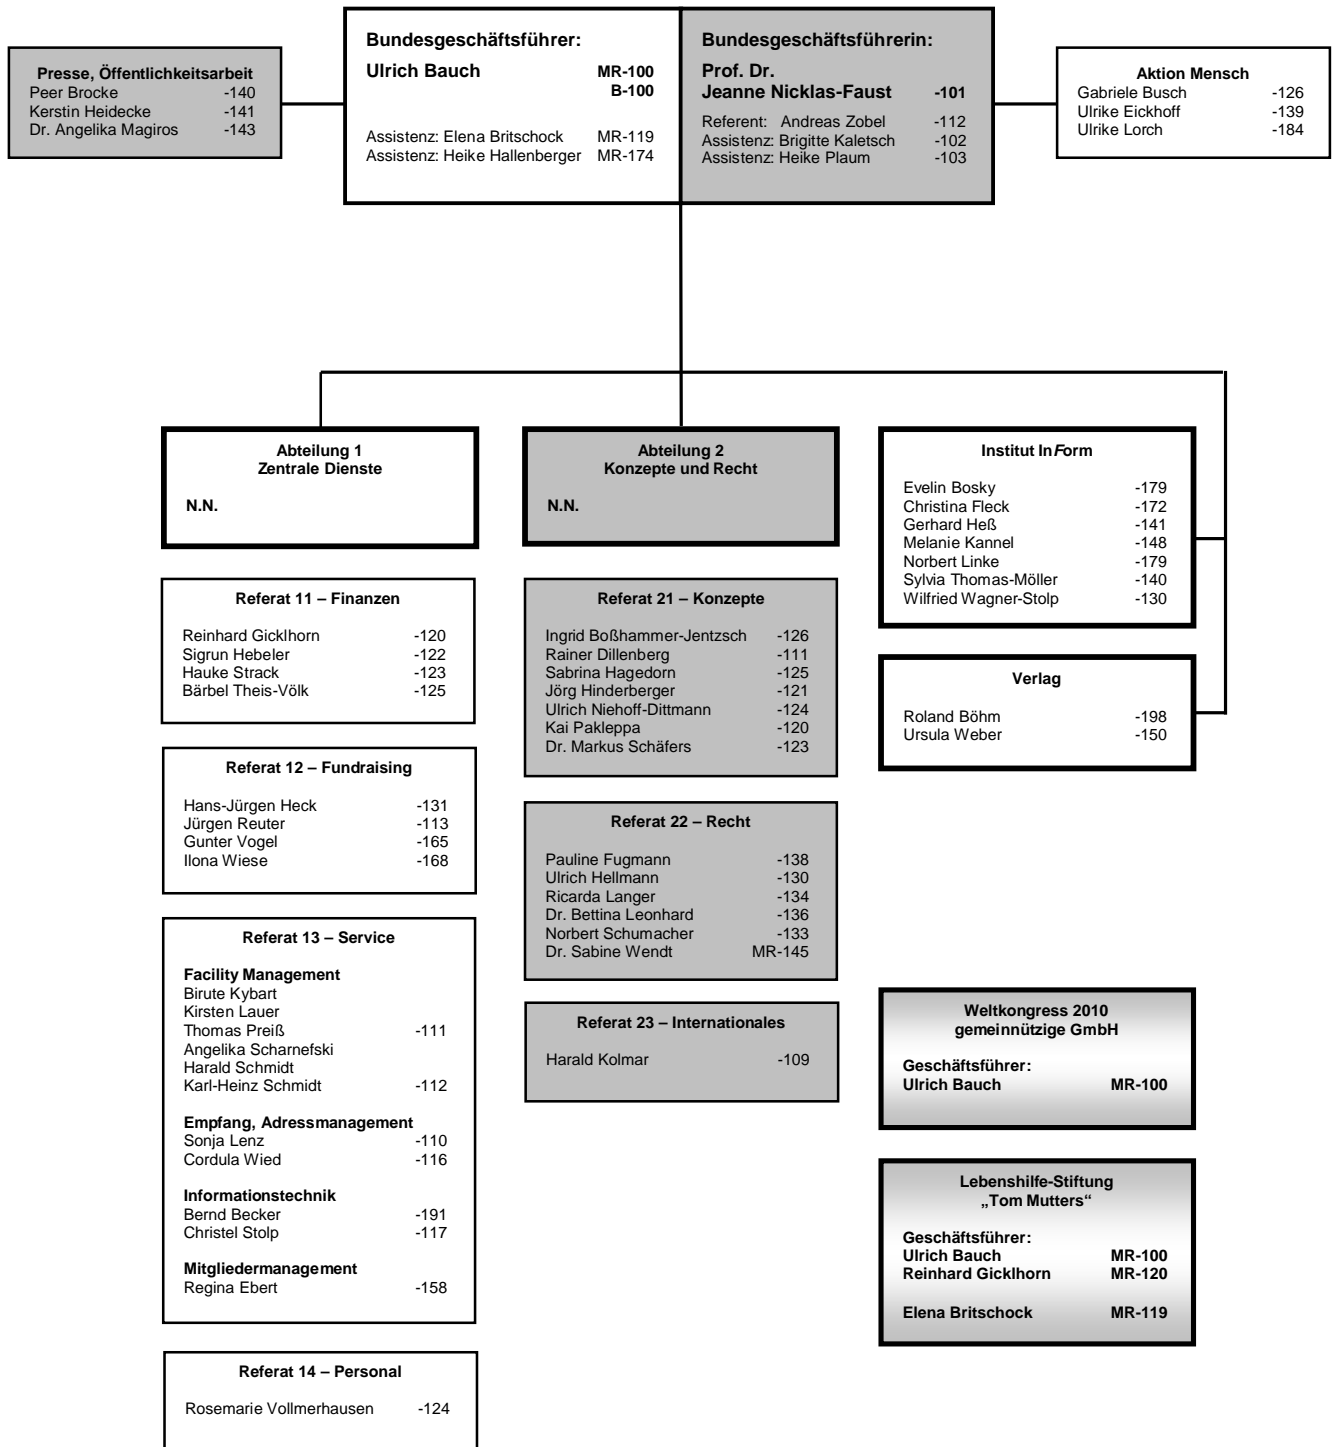 Presse, Öffentlichkeitsarbeit
Peer Brocke -140
Kerstin Heidecke -141
Dr. Angelika Magiros -143
Bundesgeschäftsführer:
Ulrich Bauch MR-100
B-100
Assistenz: Elena Britschock MR-119
Assistenz: Heike Hallenberger MR-174
Bundesgeschäftsführerin:
Prof. Dr.
Jeanne Nicklas-Faust -101
Referent: Andreas Zobel -112
Assistenz: Brigitte Kaletsch -102
Assistenz: Heike Plaum -103
Aktion Mensch
Gabriele Busch -126
Ulrike Eickhoff -139
Ulrike Lorch -184
Abteilung 1
Zentrale Dienste
N.N.
Referat 11 – Finanzen
Reinhard Gicklhorn -120
Sigrun Hebeler -122
Hauke Strack -123
Bärbel Theis-Völk -125
Referat 12 – Fundraising
Hans-Jürgen Heck -131
Jürgen Reuter -113
Gunter Vogel -165
Ilona Wiese -168
Referat 13 – Service
Facility Management
Birute Kybart
Kirsten Lauer
Thomas Preiß -111
Angelika Scharnefski
Harald Schmidt
Karl-Heinz Schmidt -112
Empfang, Adressmanagement
Sonja Lenz -110
Cordula Wied -116
Informationstechnik
Bernd Becker -191
Christel Stolp -117
Mitgliedermanagement
Regina Ebert -158
Referat 14 – Personal
Rosemarie Vollmerhausen -124
Abteilung 2
Konzepte und Recht
N.N.
Referat 21 – Konzepte
Ingrid Boßhammer-Jentzsch -126
Rainer Dillenberg -111
Sabrina Hagedorn -125
Jörg Hinderberger -121
Ulrich Niehoff-Dittmann -124
Kai Pakleppa -120
Dr. Markus Schäfers -123
Referat 22 – Recht
Pauline Fugmann -138
Ulrich Hellmann -130
Ricarda Langer -134
Dr. Bettina Leonhard -136
Norbert Schumacher -133
Dr. Sabine Wendt MR-145
Referat 23 – Internationales
Harald Kolmar -109
Institut InForm
Evelin Bosky -179
Christina Fleck -172
Gerhard Heß -141
Melanie Kannel -148
Norbert Linke -179
Sylvia Thomas-Möller -140
Wilfried Wagner-Stolp -130
Verlag
Roland Böhm -198
Ursula Weber -150
Weltkongress 2010
gemeinnützige GmbH
Geschäftsführer:
Ulrich Bauch MR-100
Lebenshilfe-Stiftung
„Tom Mutters“
Geschäftsführer:
Ulrich Bauch MR-100
Reinhard Gicklhorn MR-120
Elena Britschock MR-119